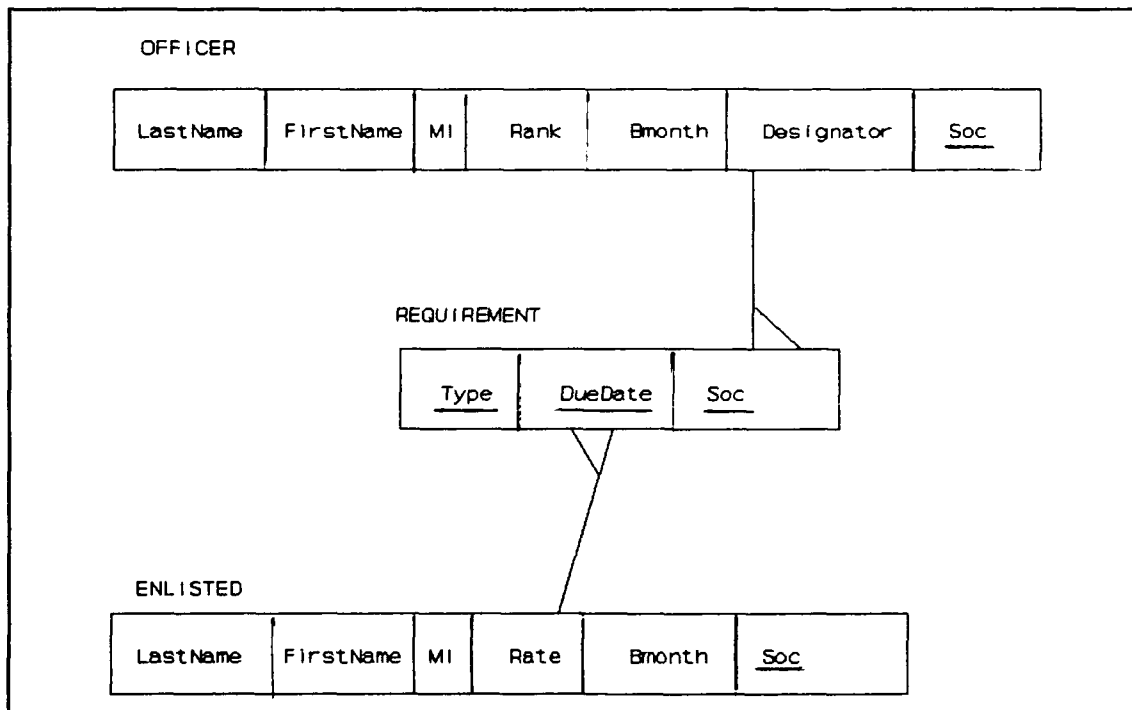 OFFICER
LastName FirstName MI Rank Bmonth Designator Soc
REQUIREMENT
Type DueDate Soc
ENLISTED
LastName FirstName MI Rate Bmonth Soc